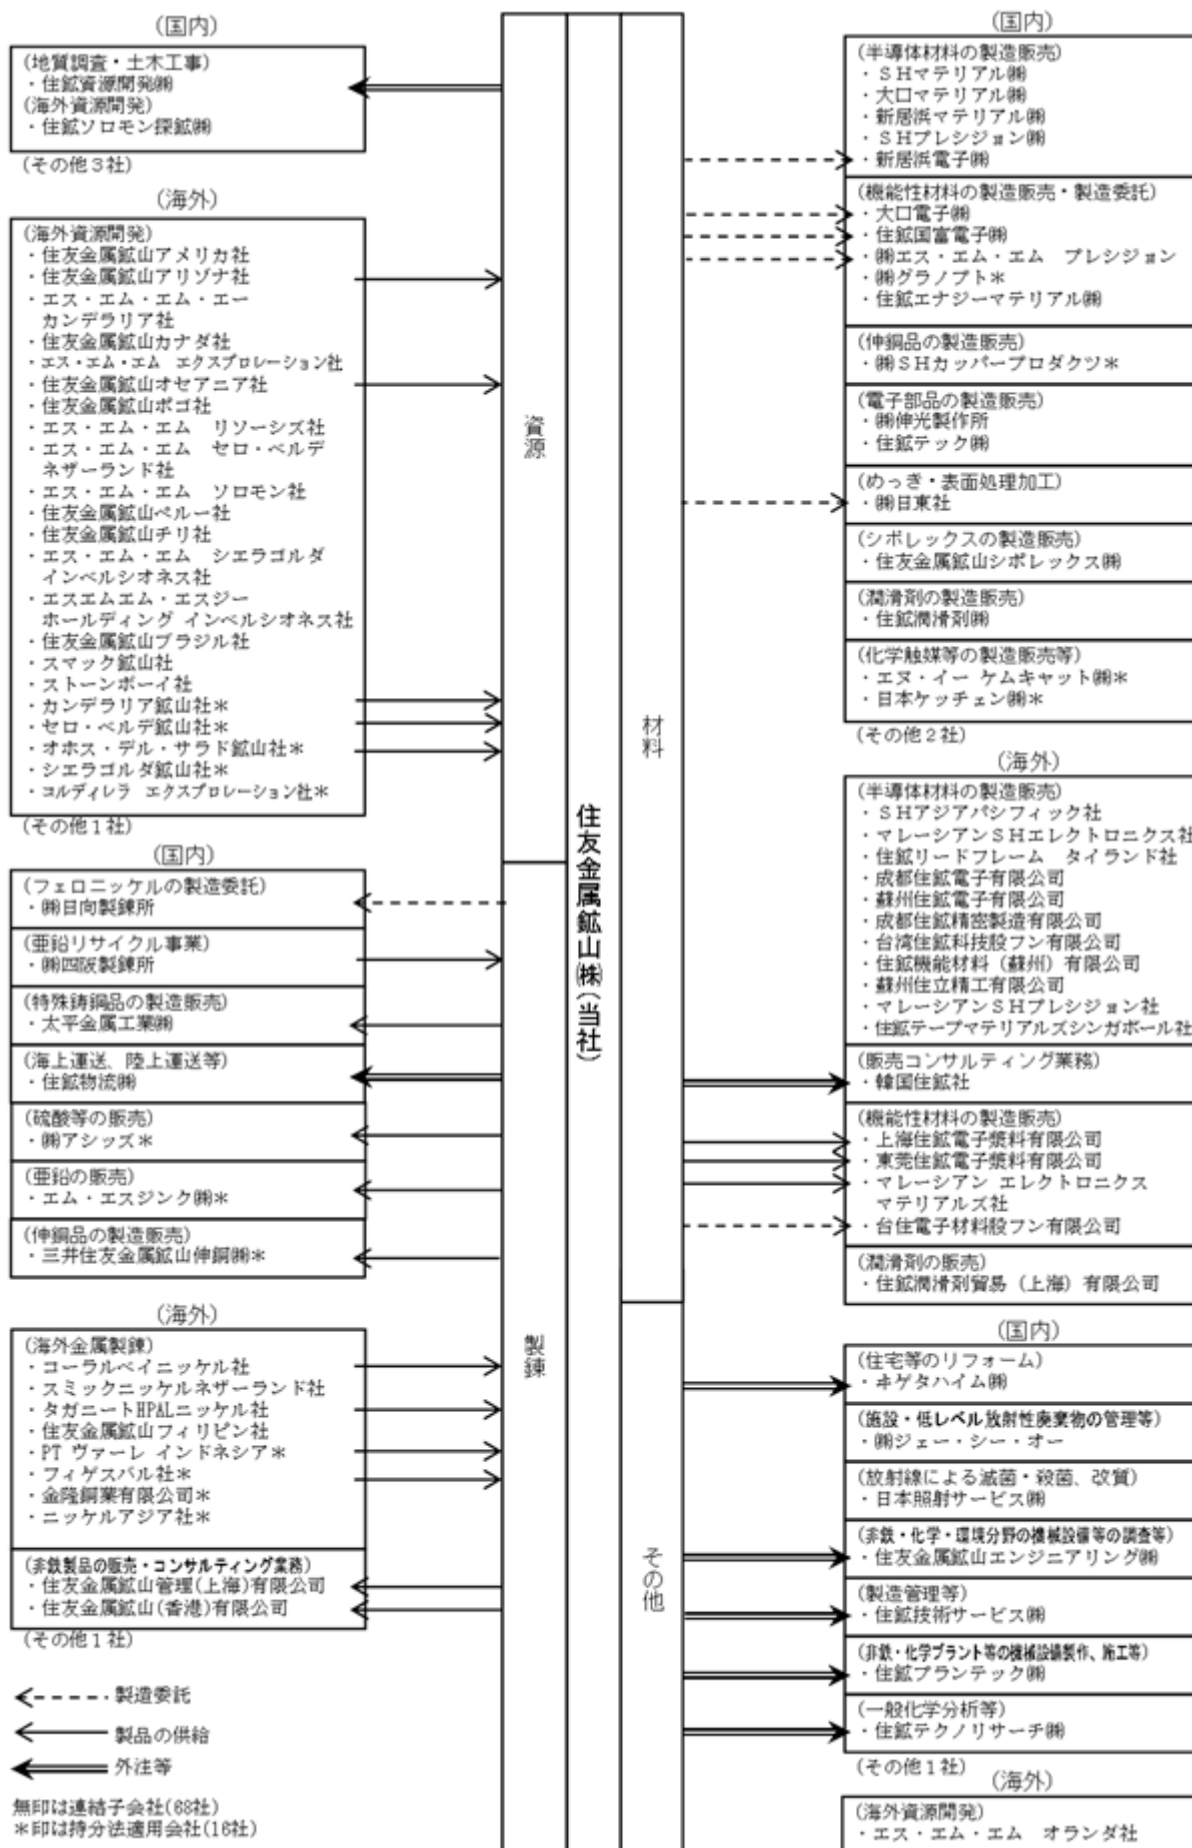 (国内)
(地質調査・土木工事)
・住鉱資源開発㈱
(海外資源開発)
・住鉱ソロモン探鉱㈱
(その他3社)
(海外)
(海外資源開発)
・住友金属鉱山アメリカ社
・住友金属鉱山アリゾナ社
・エス・エム・エム・エー
カンデラリア社
・住友金属鉱山カナダ社
・エス・エム・エム エクスプロレーション社
・住友金属鉱山オセアニア社
・住友金属鉱山ポゴ社
・エス・エム・エム リソーシズ社
・エス・エム・エム セロ・ベルデ
ネザーランド社
・エス・エム・エム ソロモン社
・住友金属鉱山ペルー社
・住友金属鉱山チリ社
・エス・エム・エム シエラゴルダ
インベルシオネス社
・エスエムエム・エスジー
ホールディング インベルシオネス社
・住友金属鉱山ブラジル社
・スマック鉱山社
・ストーンボーイ社
・カンデラリア鉱山社＊
・セロ・ベルデ鉱山社＊
・オホス・デル・サラド鉱山社＊
・シエラゴルダ鉱山社＊
・コルディレラ エクスプロレーション社＊
(その他1社)
(国内)
(フェロニッケルの製造委託)
・㈱日向製錬所
(亜鉛リサイクル事業)
・㈱四阪製錬所
(特殊鋳鋼品の製造販売)
・太平金属工業㈱
(海上運送、陸上運送等)
・住鉱物流㈱
(硫酸等の販売)
・㈱アシッズ＊
(亜鉛の販売)
・エム・エスジンク㈱＊
(伸銅品の製造販売)
・三井住友金属鉱山伸銅㈱＊
(海外)
(海外金属製錬)
・コーラルベイニッケル社
・スミックニッケルネザーランド社
・タガニートHPALニッケル社
・住友金属鉱山フィリピン社
・PT ヴァーレ インドネシア＊
・フィゲスバル社＊
・金隆銅業有限公司＊
・ニッケルアジア社＊
(非鉄製品の販売・コンサルティング業務)
・住友金属鉱山管理(上海)有限公司
・住友金属鉱山(香港)有限公司
(その他1社)
製造委託
製品の供給
外注等
無印は連結子会社(68社)
＊印は持分法適用会社(16社)
資源
製錬
住友金属鉱山㈱(当社)
材料
その他
(国内)
(半導体材料の製造販売)
・ＳＨマテリアル㈱
・大口マテリアル㈱
・新居浜マテリアル㈱
・ＳＨプレシジョン㈱
・新居浜電子㈱
(機能性材料の製造販売・製造委託)
・大口電子㈱
・住鉱国富電子㈱
・㈱エス・エム・エム プレシジョン
・㈱グラノプト＊
・住鉱エナジーマテリアル㈱
(伸銅品の製造販売)
・㈱ＳＨカッパープロダクツ＊
(電子部品の製造販売)
・㈱伸光製作所
・住鉱テック㈱
(めっき・表面処理加工)
・㈱日東社
(シポレックスの製造販売)
・住友金属鉱山シポレックス㈱
(潤滑剤の製造販売)
・住鉱潤滑剤㈱
(化学触媒等の製造販売等)
・エヌ・イー ケムキャット㈱＊
・日本ケッチェン㈱＊
(その他2社)
(海外)
(半導体材料の製造販売)
・ＳＨアジアパシフィック社
・マレーシアンＳＨエレクトロニクス社
・住鉱リードフレーム タイランド社
・成都住鉱電子有限公司
・蘇州住鉱電子有限公司
・成都住鉱精密製造有限公司
・台湾住鉱科技股フン有限公司
・住鉱機能材料（蘇州）有限公司
・蘇州住立精工有限公司
・マレーシアンＳＨプレシジョン社
・住鉱テープマテリアルズシンガポール社
(販売コンサルティング業務)
・韓国住鉱社
(機能性材料の製造販売)
・上海住鉱電子漿料有限公司
・東莞住鉱電子漿料有限公司
・マレーシアン エレクトロニクス
マテリアルズ社
・台住電子材料股フン有限公司
(潤滑剤の販売)
・住鉱潤滑剤貿易（上海）有限公司
(国内)
(住宅等のリフォーム)
・ヰゲタハイム㈱
(施設・低レベル放射性廃棄物の管理等)
・㈱ジェー・シー・オー
(放射線による滅菌・殺菌、改質)
・日本照射サービス㈱
(非鉄・化学・環境分野の機械設備等の調査等)
・住友金属鉱山エンジニアリング㈱
(製造管理等)
・住鉱技術サービス㈱
(非鉄・化学プラント等の機械設備製作、施工等)
・住鉱プランテック㈱
(一般化学分析等)
・住鉱テクノリサーチ㈱
(その他1社)
(海外)
(海外資源開発)
・エス・エム・エム オランダ社